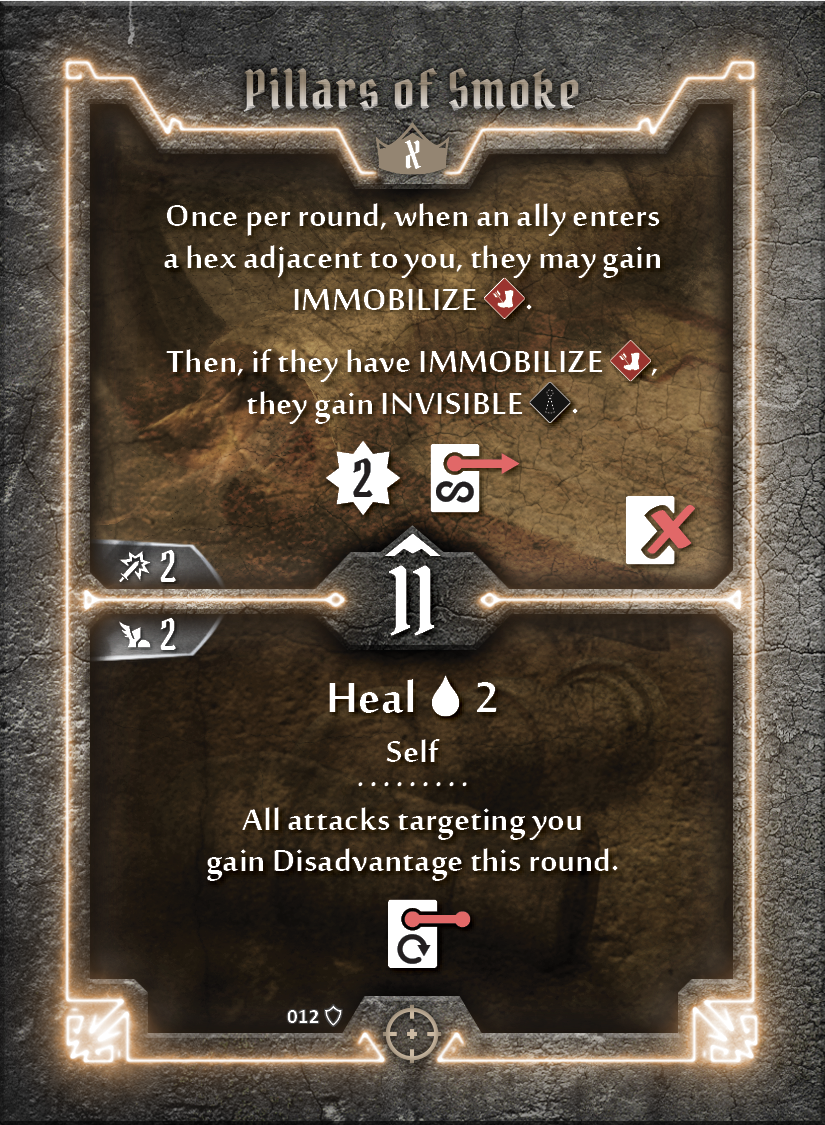 Pillars of Smoke
X
Once per round, when an ally enters
a hex adjacent to you, they may gain
IMMOBILIZE.
Then, if they have IMMOBILIZE,
they gain INVISIBLE.
2
∞
2
11
2
Heal 2
Self
.........
All attacks targeting you
gain Disadvantage this round.
012